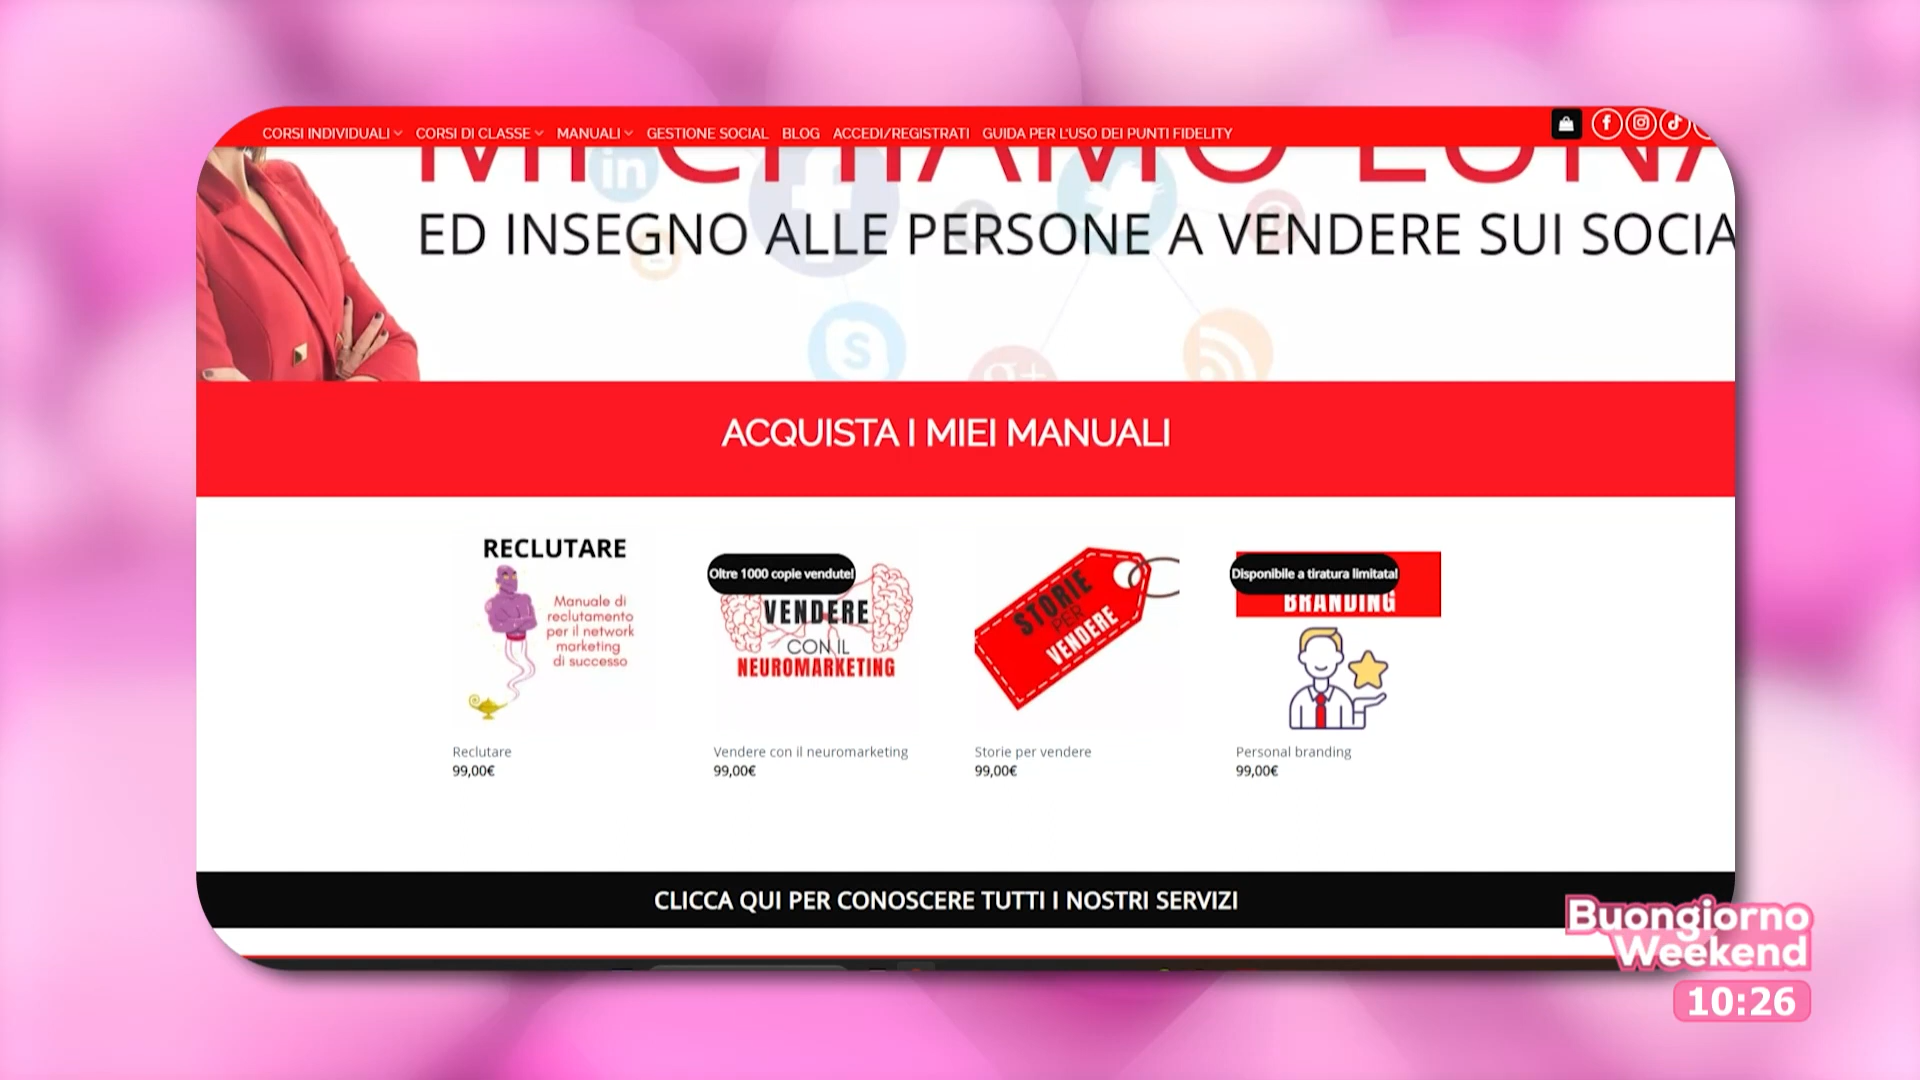 CORSI INDIVIDUALI CORSI DI CLASSE MANUALI GESTIONE SOCIAL BLOG ACCEDI/REGISTRATI GUIDA PER L'USO DEI PUNTI FIDELITY
MI CHIAMO LUNA
ED INSEGNO ALLE PERSONE A VENDERE SUI SOCIA
in
S
g+
ACQUISTA I MIEI MANUALI
RECLUTARE
Manuale di
reclutamento
per il network
marketing
di successo
Reclutare
99,00€
Oltre 1000 copie vendute!
VENDERE
CON IL
NEUROMARKETING
Vendere con il neuromarketing
99,00€
STORIE
PER
VENDERE
Storie per vendere
99,00€
Disponibile a tiratura limitata!
BRANDING
Personal branding
99,00€
CLICCA QUI PER CONOSCERE TUTTI I NOSTRI SERVIZI
Buongiorno
Weekend
10:26